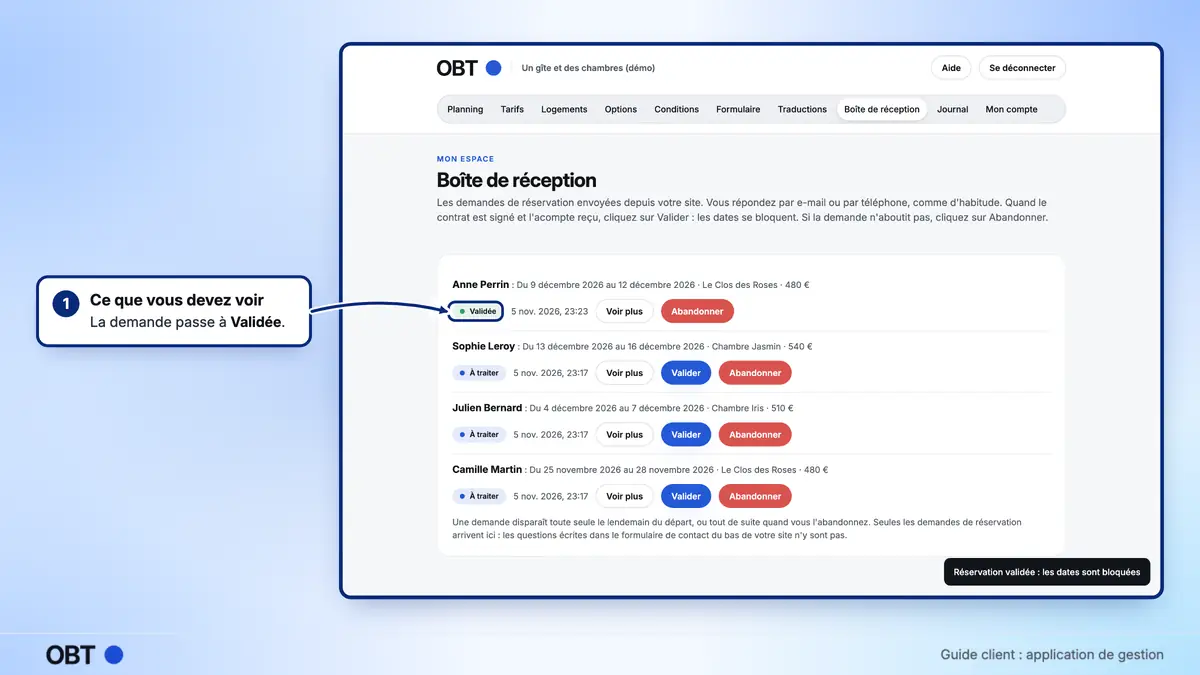 OBT
Un gîte et des chambres (démo)
Aide
Se déconnecter
Planning
Tarifs
Logements
Options
Conditions
Formulaire
Traductions
Boîte de réception
Journal
Mon compte
MON ESPACE
Boîte de réception
Les demandes de réservation envoyées depuis votre site. Vous répondez par e-mail ou par téléphone, comme d'habitude. Quand le
contrat est signé et l'acompte reçu, cliquez sur Valider : les dates se bloquent. Si la demande n'aboutit pas, cliquez sur Abandonner.
1
Ce que vous devez voir
La demande passe à Validée.
Anne Perrin : Du 9 décembre 2026 au 12 décembre 2026 · Le Clos des Roses · 480 €
Validée 5 nov. 2026, 23:23 Voir plus Abandonner
Sophie Leroy : Du 13 décembre 2026 au 16 décembre 2026 · Chambre Jasmin · 540 €
À traiter 5 nov. 2026, 23:17 Voir plus Valider Abandonner
Julien Bernard : Du 4 décembre 2026 au 7 décembre 2026 · Chambre Iris · 510 €
À traiter 5 nov. 2026, 23:17 Voir plus Valider Abandonner
Camille Martin : Du 25 novembre 2026 au 28 novembre 2026 · Le Clos des Roses · 480 €
À traiter 5 nov. 2026, 23:17 Voir plus Valider Abandonner
Une demande disparaît toute seule le lendemain du départ, ou tout de suite quand vous l'abandonnez. Seules les demandes de réservation
arrivent ici : les questions écrites dans le formulaire de contact du bas de votre site n'y sont pas.
Réservation validée : les dates sont bloquées
OBT
Guide client : application de gestion